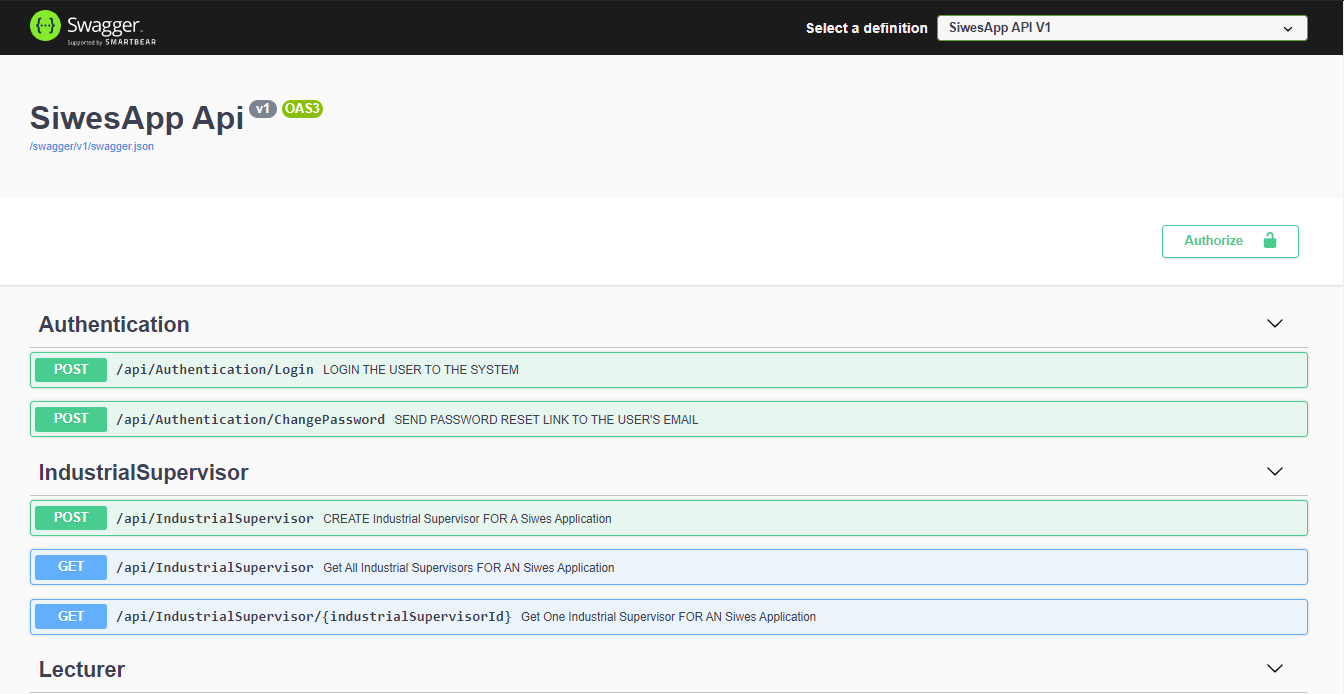 Swagger
Supported by SMARTBEAR
Select a definition
SiwesApp API V1
SiwesApp Api v1 OAS3
/swagger/v1/swagger.json
Authorize
Authentication
POST /api/Authentication/Login LOGIN THE USER TO THE SYSTEM
POST /api/Authentication/ChangePassword SEND PASSWORD RESET LINK TO THE USER'S EMAIL
IndustrialSupervisor
POST /api/IndustrialSupervisor CREATE Industrial Supervisor FOR A Siwes Application
GET /api/IndustrialSupervisor Get All Industrial Supervisors FOR AN Siwes Application
GET /api/IndustrialSupervisor/{industrialSupervisorId} Get One Industrial Supervisor FOR AN Siwes Application
Lecturer